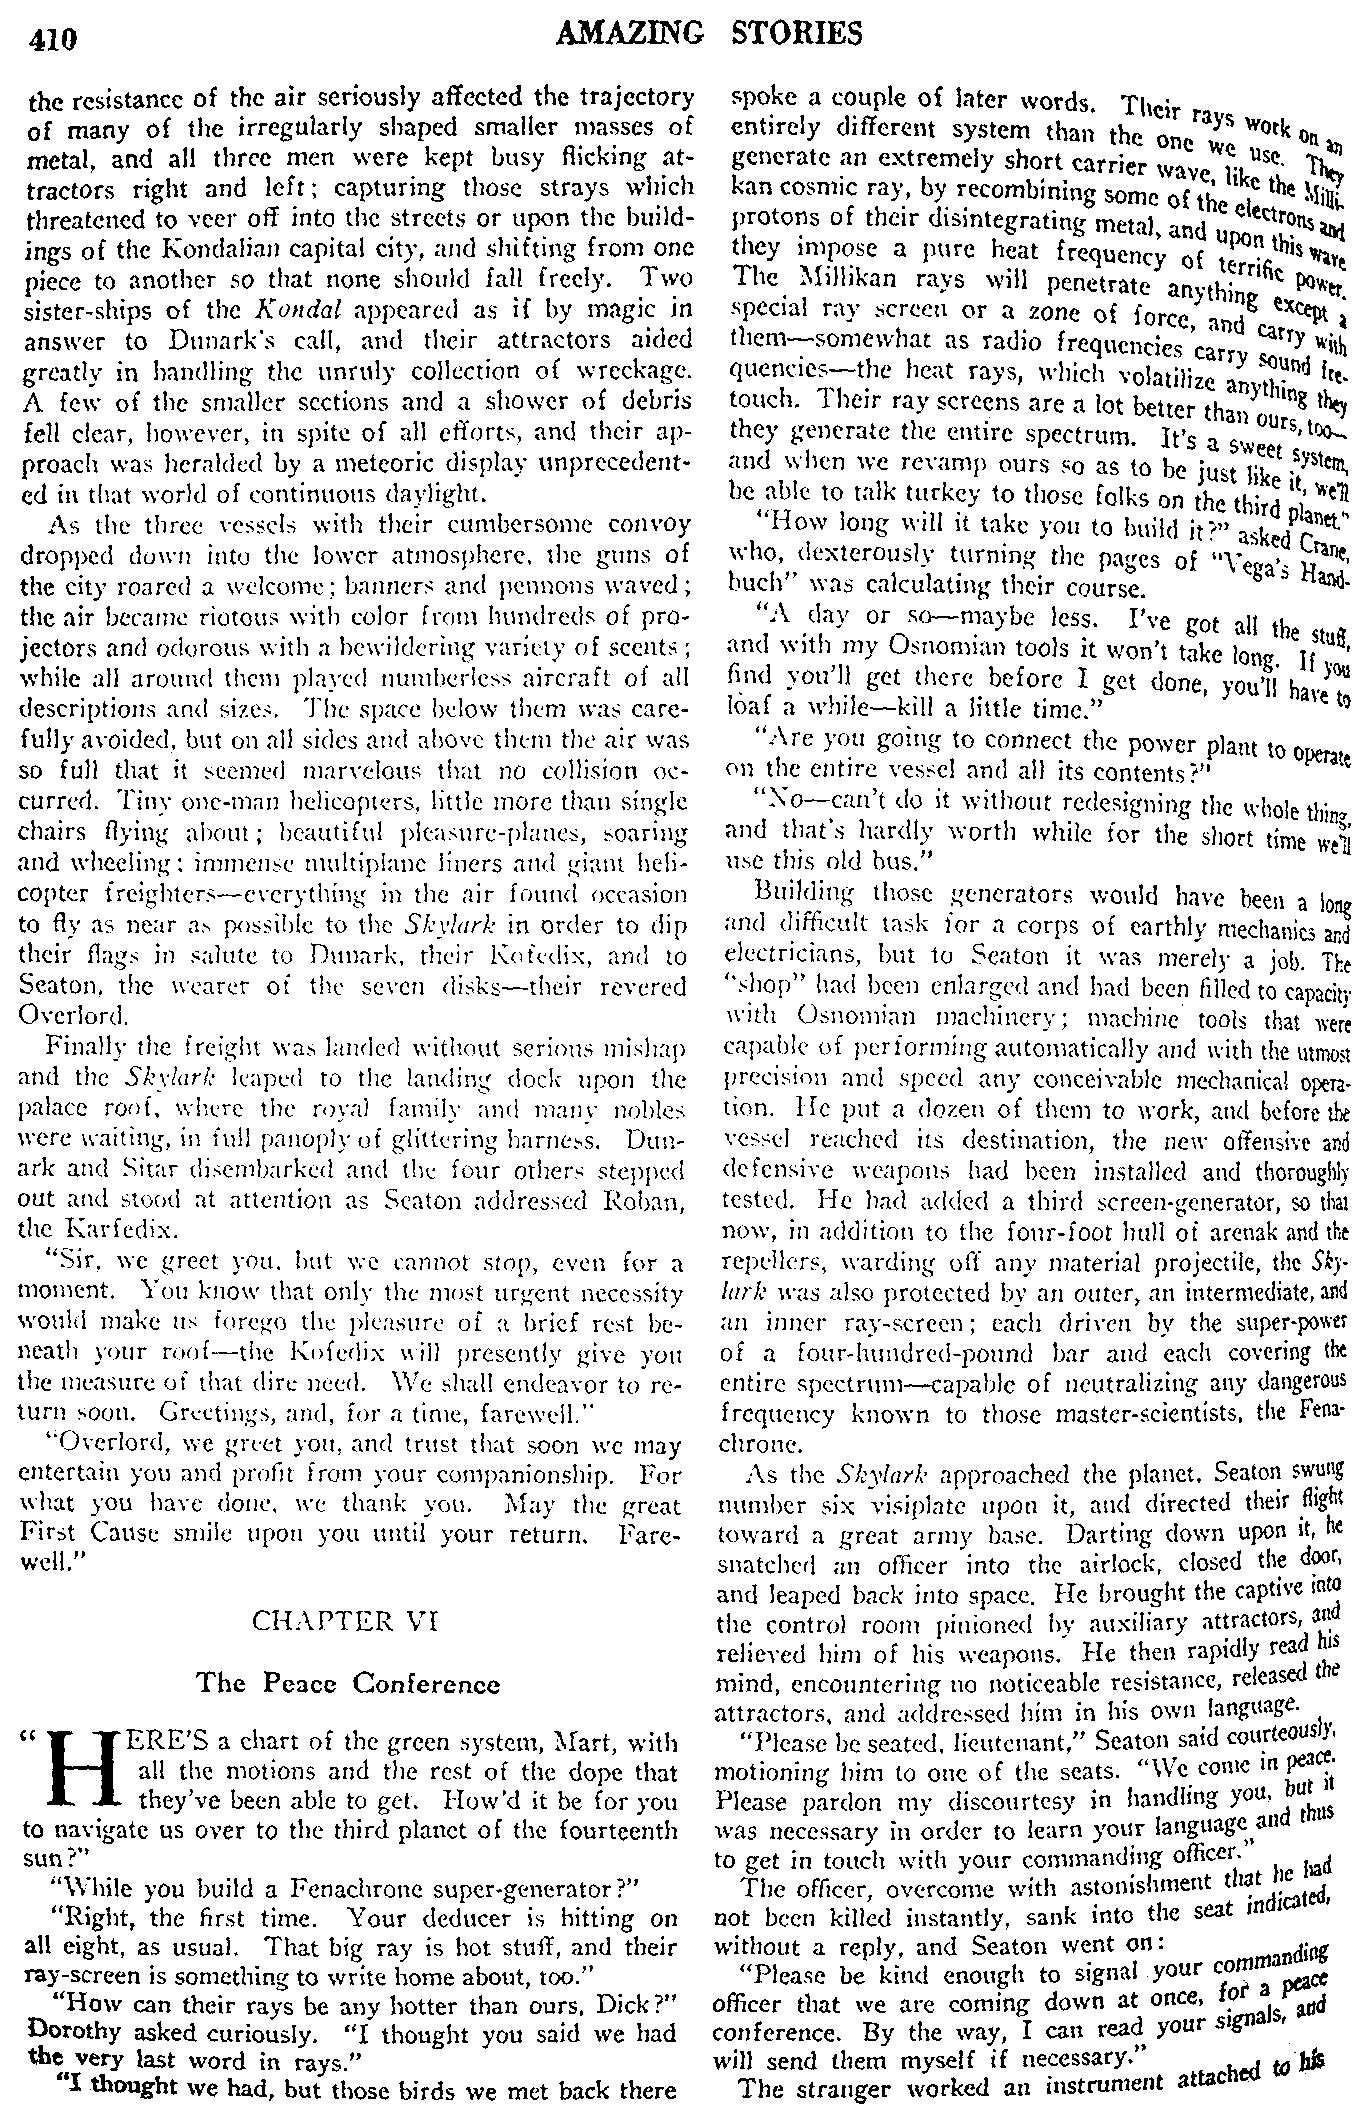 410
AMAZING STORIES
the resistance of the air seriously affected the trajectory
of many of the irregularly shaped smaller masses of
metal, and all three men were kept busy flicking at-
tractors right and left; capturing those strays which
threatened to veer off into the streets or upon the build-
ings of the Kondalian capital city, and shifting from one
piece to another so that none should fall freely. Two
sister-ships of the Kondal appeared as if by magic in
answer to Dunark's call, and their attractors aided
greatly in handling the unruly collection of wreckage.
A few of the smaller sections and a shower of debris
fell clear, however, in spite of all efforts, and their ap-
proach was heralded by a meteoric display unprecedent-
ed in that world of continuous daylight.
As the three vessels with their cumbersome convoy
dropped down into the lower atmosphere, the guns of
the city roared a welcome; banners and pennons waved;
the air became riotous with color from hundreds of pro-
jectors and odorous with a bewildering variety of scents;
while all around them played numberless aircraft of all
descriptions and sizes. The space below them was care-
fully avoided, but on all sides and above them the air was
so full that it seemed marvelous that no collision oc-
curred. Tiny one-man helicopters, little more than single
chairs flying about; beautiful pleasure-planes, soaring
and wheeling; immense multiplane liners and giant heli-
copter freighters—everything in the air found occasion
to fly as near as possible to the Skylark in order to dip
their flags in salute to Dunark, their Kofedix, and to
Seaton, the wearer of the seven disks—their revered
Overlord.
Finally the freight was landed without serious mishap
and the Skylark leaped to the landing dock upon the
palace roof, where the royal family and many nobles
were waiting, in full panoply of glittering harness. Dun-
ark and Sitar disembarked and the four others stepped
out and stood at attention as Seaton addressed Roban,
the Karfedix.
"Sir, we greet you, but we cannot stop, even for a
moment. You know that only the most urgent necessity
would make us forego the pleasure of a brief rest be-
neath your roof—the Kofedix will presently give you
the measure of that dire need. We shall endeavor to re-
turn soon. Greetings, and, for a time, farewell."
"Overlord, we greet you, and trust that soon we may
entertain you and profit from your companionship. For
what you have done, we thank you. May the great
First Cause smile upon you until your return. Fare-
well."
CHAPTER VI
The Peace Conference
"HERE'S a chart of the green system, Mart, with
all the motions and the rest of the dope that
they've been able to get. How'd it be for you
to navigate us over to the third planet of the fourteenth
sun?"
"While you build a Fenachrone super-generator?"
"Right, the first time. Your deducer is hitting on
all eight, as usual. That big ray is hot stuff, and their
ray-screen is something to write home about, too."
"How can their rays be any hotter than ours, Dick?"
Dorothy asked curiously. "I thought you said we had
the very last word in rays."
"I thought we had, but those birds we met back there
spoke a couple of later words. Their rays work on an
entirely different system than the one we use. They
generate an extremely short carrier wave, like the Milli-
kan cosmic ray, by recombining some of the electrons and
protons of their disintegrating metal, and upon this wave
they impose a pure heat frequency of terrific power.
The Millikan rays will penetrate anything except a
special ray screen or a zone of force, and carry with
them—somewhat as radio frequencies carry sound fre-
quencies—the heat rays, which volatilize anything they
touch. Their ray screens are a lot better than ours, too—
they generate the entire spectrum. It's a sweet system,
and when we revamp ours so as to be just like it, we'll
be able to talk turkey to those folks on the third planet."
"How long will it take you to build it?" asked Crane,
who, dexterously turning the pages of "Vega's Hand-
buch" was calculating their course.
"A day or so—maybe less. I've got all the stuff,
and with my Osnomian tools it won't take long. If you
find you'll get there before I get done, you'll have to
loaf a while—kill a little time."
"Are you going to connect the power plant to operate
on the entire vessel and all its contents?"
"No—can't do it without redesigning the whole thing,
and that's hardly worth while for the short time we'll
use this old bus."
Building those generators would have been a long
and difficult task for a corps of earthly mechanics and
electricians, but to Seaton it was merely a job. The
"shop" had been enlarged and had been filled to capacity
with Osnomian machinery; machine tools that were
capable of performing automatically and with the utmost
precision and speed any conceivable mechanical opera-
tion. He put a dozen of them to work, and before the
vessel reached its destination, the new offensive and
defensive weapons had been installed and thoroughly
tested. He had added a third screen-generator, so that
now, in addition to the four-foot hull of arenak and the
repellers, warding off any material projectile, the Sky-
lark was also protected by an outer, an intermediate, and
an inner ray-screen; each driven by the super-power
of a four-hundred-pound bar and each covering the
entire spectrum—capable of neutralizing any dangerous
frequency known to those master-scientists, the Fena-
chrone.
As the Skylark approached the planet, Seaton swung
number six visiplate upon it, and directed their flight
toward a great army base. Darting down upon it, he
snatched an officer into the airlock, closed the door,
and leaped back into space. He brought the captive into
the control room pinioned by auxiliary attractors, and
relieved him of his weapons. He then rapidly read his
mind, encountering no noticeable resistance, released the
attractors, and addressed him in his own language.
"Please be seated, lieutenant," Seaton said courteously,
motioning him to one of the seats. "We come in peace.
Please pardon my discourtesy in handling you, but it
was necessary in order to learn your language and thus
to get in touch with your commanding officer."
The officer, overcome with astonishment that he had
not been killed instantly, sank into the seat indicated,
without a reply, and Seaton went on:
"Please be kind enough to signal your commanding
officer that we are coming down at once, for a peace
conference. By the way, I can read your signals, and
will send them myself if necessary."
The stranger worked an instrument attached to his